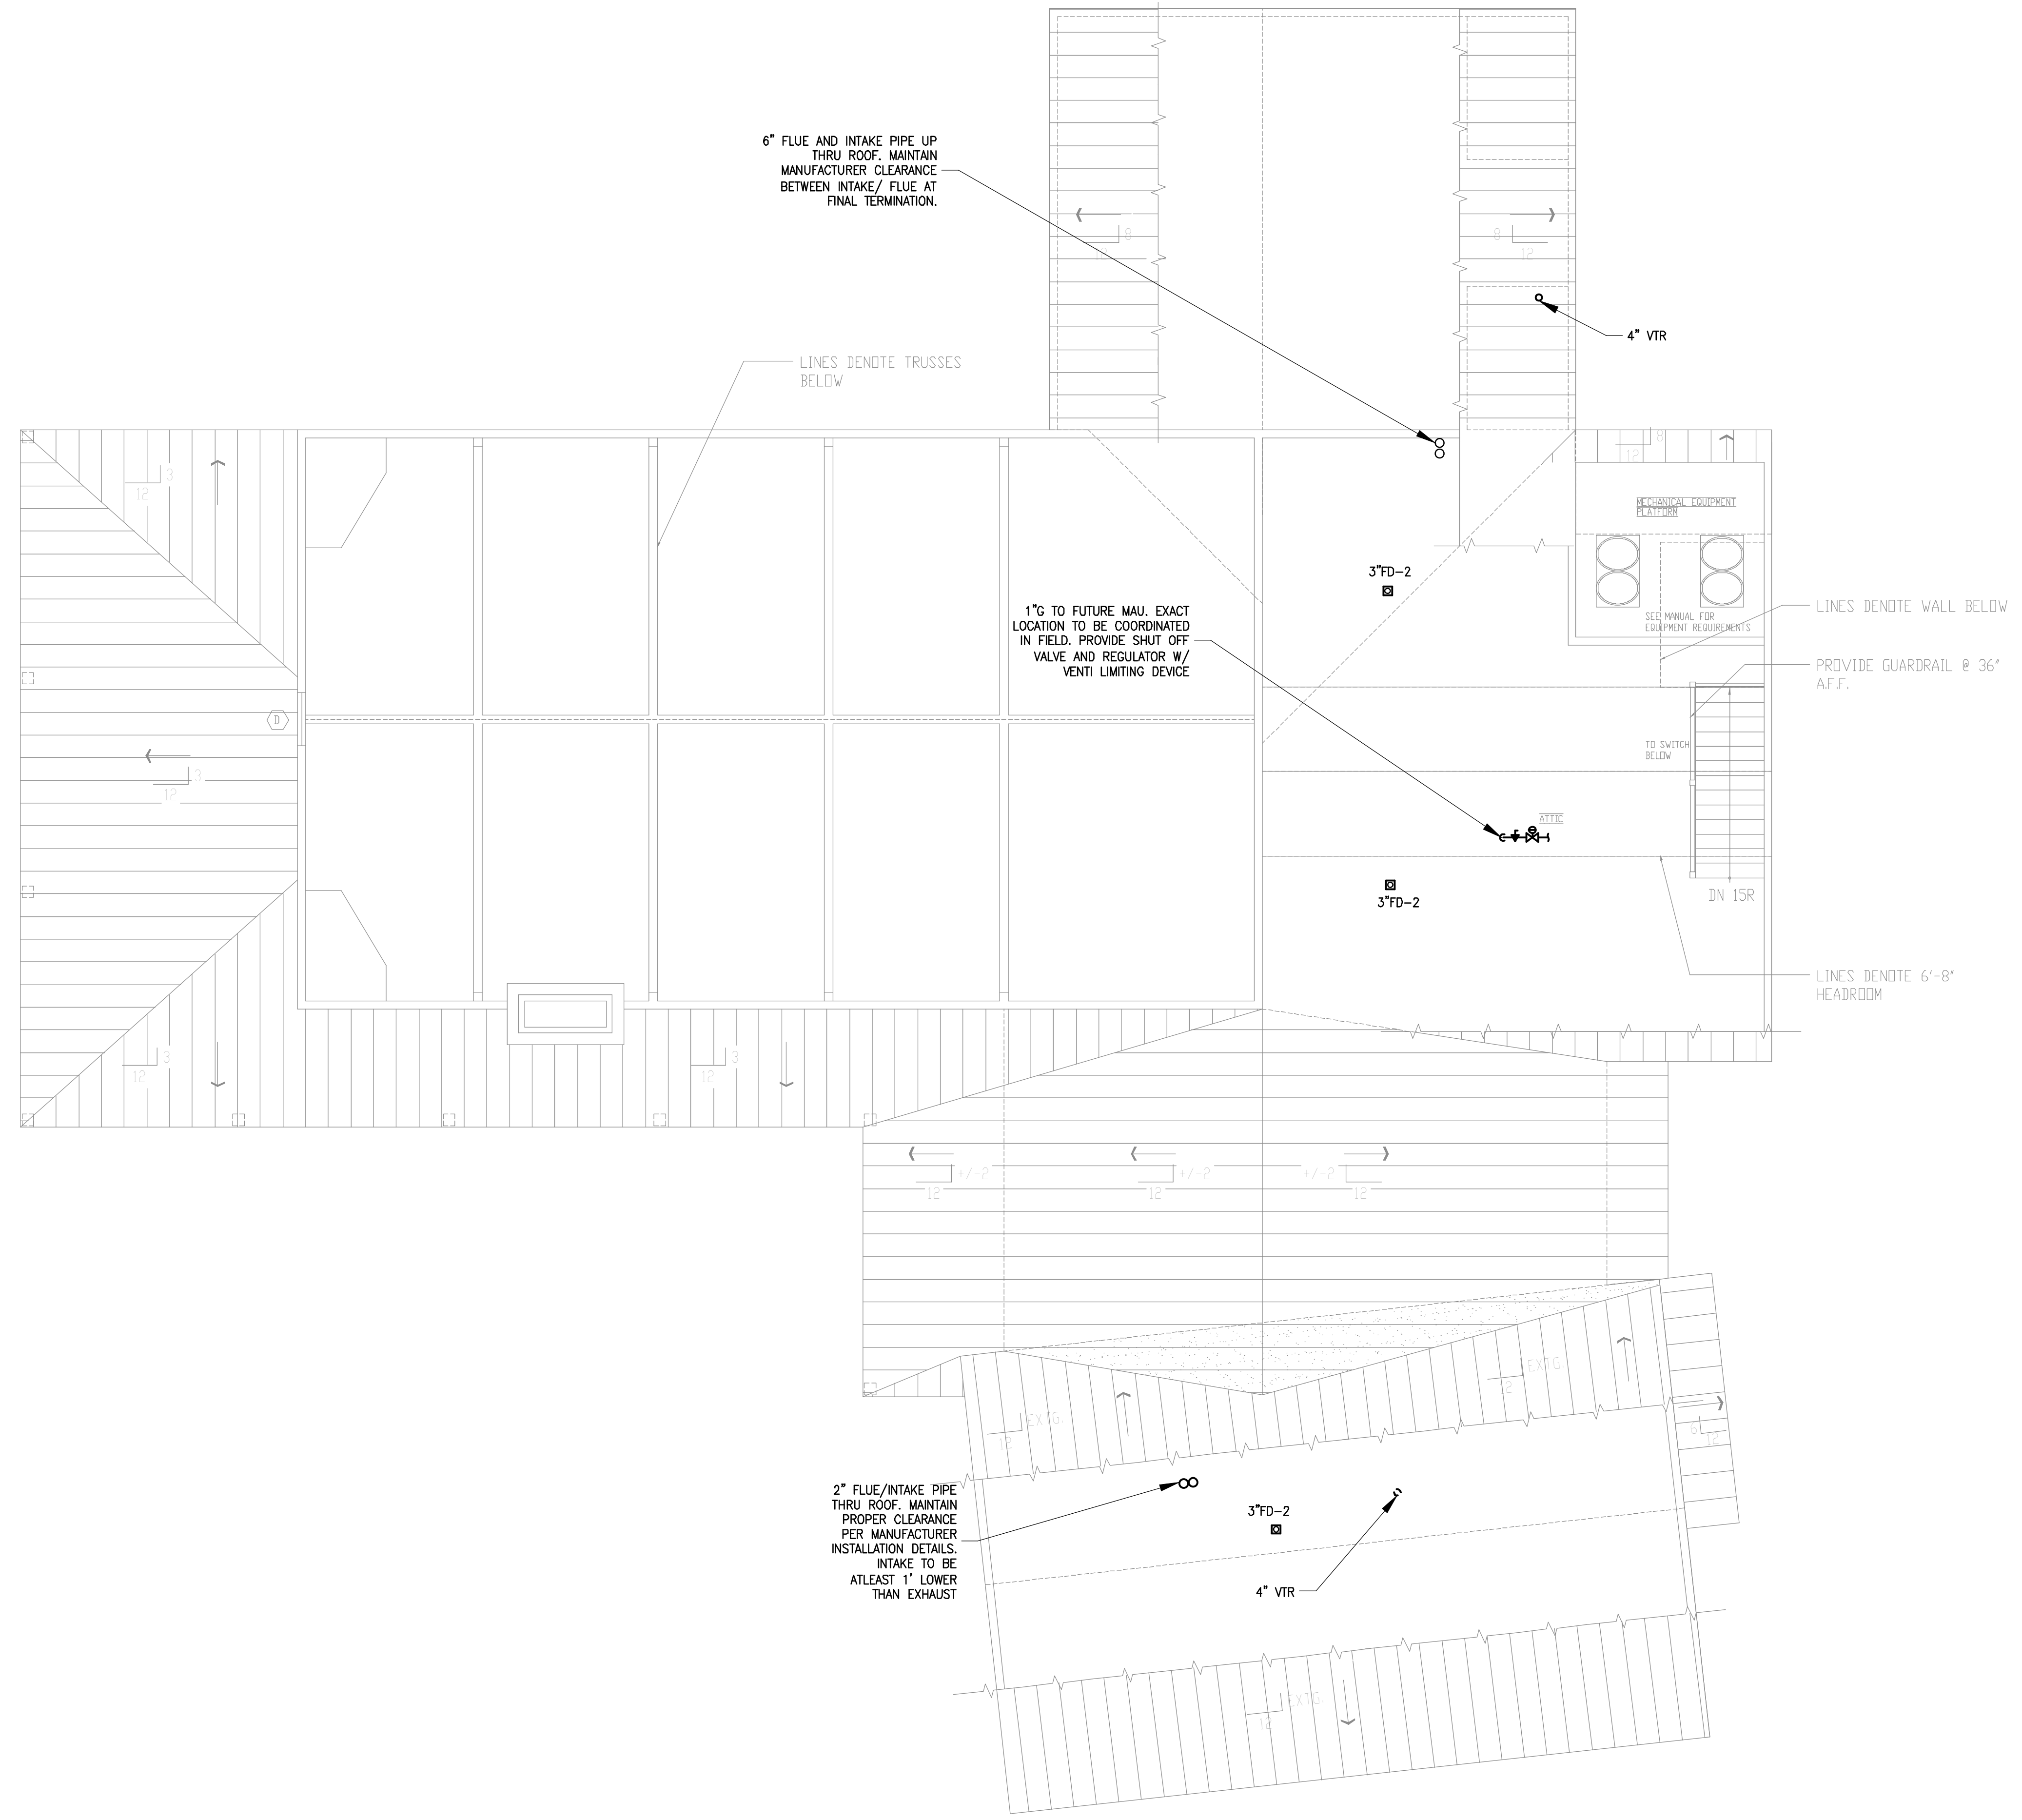 6" FLUE AND INTAKE PIPE UP
THRU ROOF. MAINTAIN
MANUFACTURER CLEARANCE
BETWEEN INTAKE/ FLUE AT
FINAL TERMINATION.
8
12
8
12
4" VTR
LINES DENOTE TRUSSES
BELOW
3
12
8
12
MECHANICAL EQUIPMENT
PLATFORM
3"FD-2
1"G TO FUTURE MAU. EXACT
LOCATION TO BE COORDINATED
IN FIELD. PROVIDE SHUT OFF
VALVE AND REGULATOR W/
VENTI LIMITING DEVICE
SEE MANUAL FOR
EQUIPMENT REQUIREMENTS
LINES DENOTE WALL BELOW
PROVIDE GUARDRAIL @ 36"
A.F.F.
D
TO SWITCH
BELOW
3
12
ATTIC
3"FD-2
DN 15R
LINES DENOTE 6'-8"
HEADROOM
3
12
3
12
+/-2
12
+/-2
12
+/-2
12
EXTG.
12
EXTG.
12
6
12
2" FLUE/INTAKE PIPE
THRU ROOF. MAINTAIN
PROPER CLEARANCE
PER MANUFACTURER
INSTALLATION DETAILS.
INTAKE TO BE
ATLEAST 1' LOWER
THAN EXHAUST
3"FD-2
4" VTR
EXTG.
12